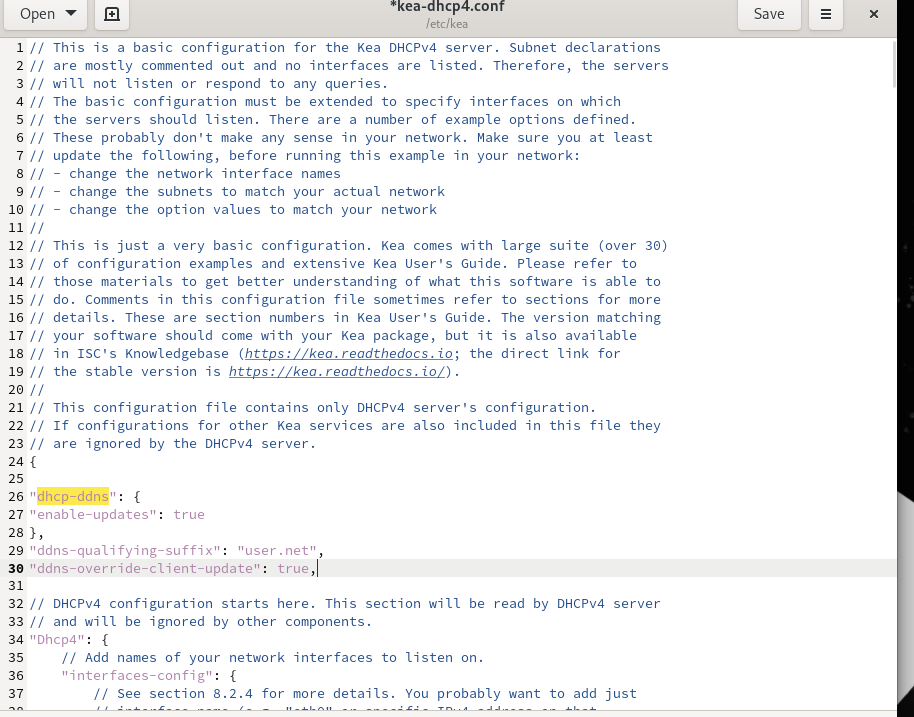 Open
*kea-dhcp4.conf
/etc/kea
Save
1 // This is a basic configuration for the Kea DHCPv4 server. Subnet declarations
2 // are mostly commented out and no interfaces are listed. Therefore, the servers
3 // will not listen or respond to any queries.
4 // The basic configuration must be extended to specify interfaces on which
5 // the servers should listen. There are a number of example options defined.
6 // These probably don't make any sense in your network. Make sure you at least
7 // update the following, before running this example in your network:
8 // - change the network interface names
9 // - change the subnets to match your actual network
10 // - change the option values to match your network
11 //
12 // This is just a very basic configuration. Kea comes with large suite (over 30)
13 // of configuration examples and extensive Kea User's Guide. Please refer to
14 // those materials to get better understanding of what this software is able to
15 // do. Comments in this configuration file sometimes refer to sections for more
16 // details. These are section numbers in Kea User's Guide. The version matching
17 // your software should come with your Kea package, but it is also available
18 // in ISC's Knowledgebase (https://kea.readthedocs.io; the direct link for
19 // the stable version is https://kea.readthedocs.io/).
20 //
21 // This configuration file contains only DHCPv4 server's configuration.
22 // If configurations for other Kea services are also included in this file they
23 // are ignored by the DHCPv4 server.
24 {
25
26 "dhcp-ddns": {
27 "enable-updates": true
28 },
29 "ddns-qualifying-suffix": "user.net",
30 "ddns-override-client-update": true,
31
32 // DHCPv4 configuration starts here. This section will be read by DHCPv4 server
33 // and will be ignored by other components.
34 "Dhcp4": {
35 // Add names of your network interfaces to listen on.
36 "interfaces-config": {
37 // See section 8.2.4 for more details. You probably want to add just
38 // interface name (e.g. "eth0" or specific IPv4 address on that